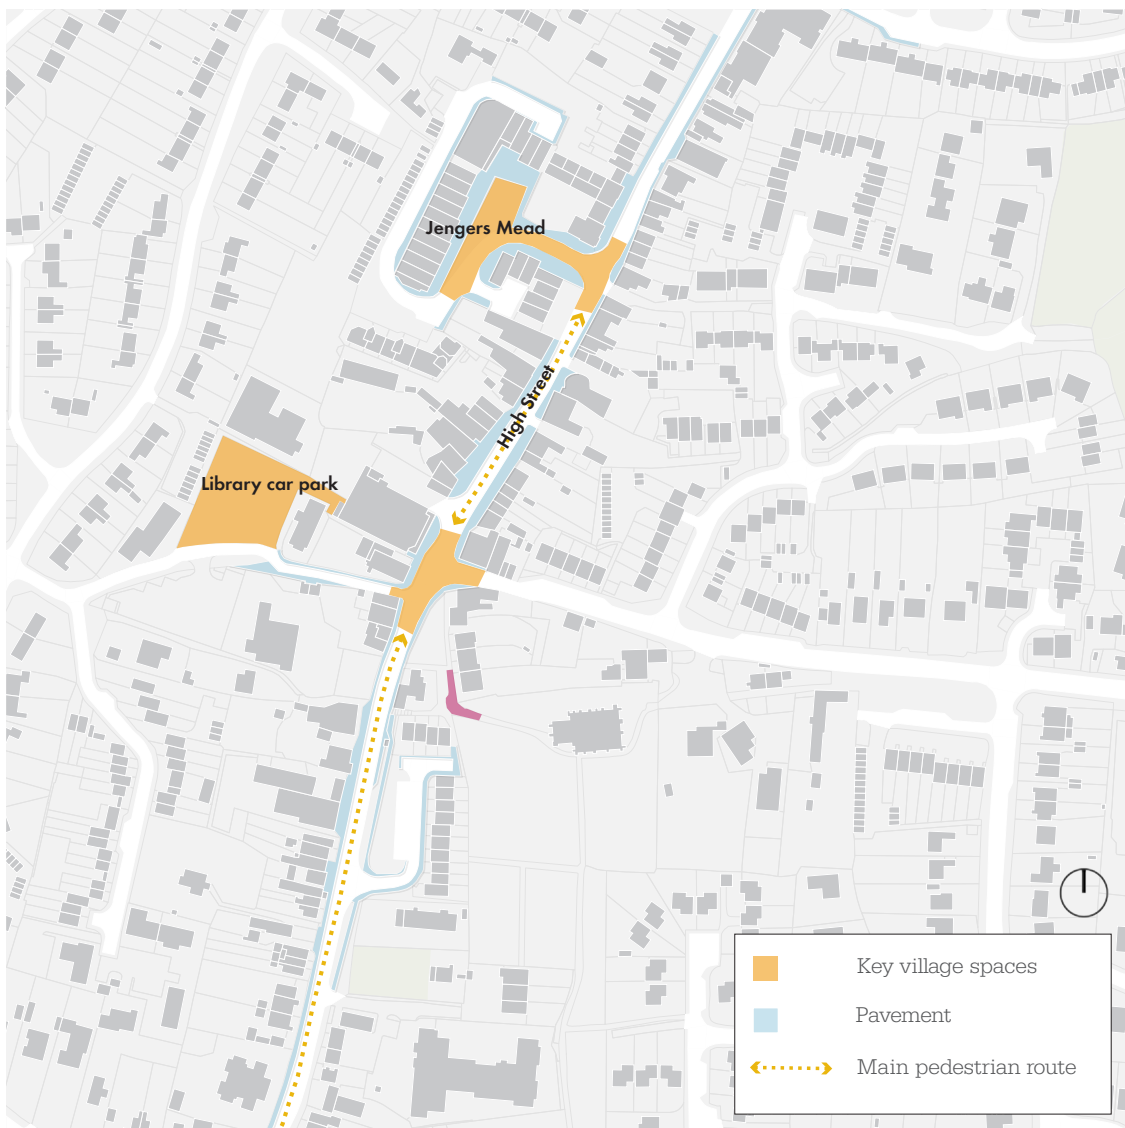 Jengers Mead
High Street
Library car park
Key village spaces
Pavement
Main pedestrian route